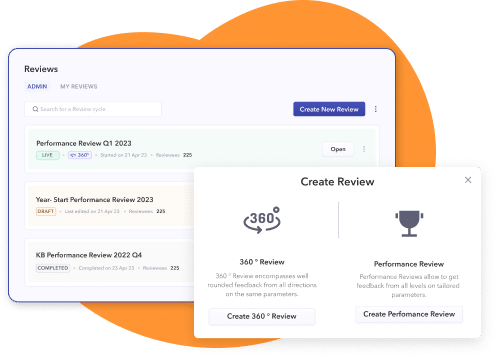 Reviews
ADMIN MY REVIEWS
Search for a Review cycle
Create New Review
Performance Review Q1 2023
LIVE 360° Started on 21 Apr 23 Reviewees 225
Open
Year- Start Performance Review 2023
DRAFT Last edited on 21 Apr 23 Reviewees 225
KB Performance Review 2022 Q4
COMPLETED Completed on 23 Apr 23 Reviewees 225
Create Review
360°
360 ° Review
360 ° Review encompasses well
rounded feedback from all directions
on the same parameters.
Create 360 ° Review
Performance Review
Performance Reviews allow to get
feedback from all levels on tailored
parameters.
Create Perfomance Review